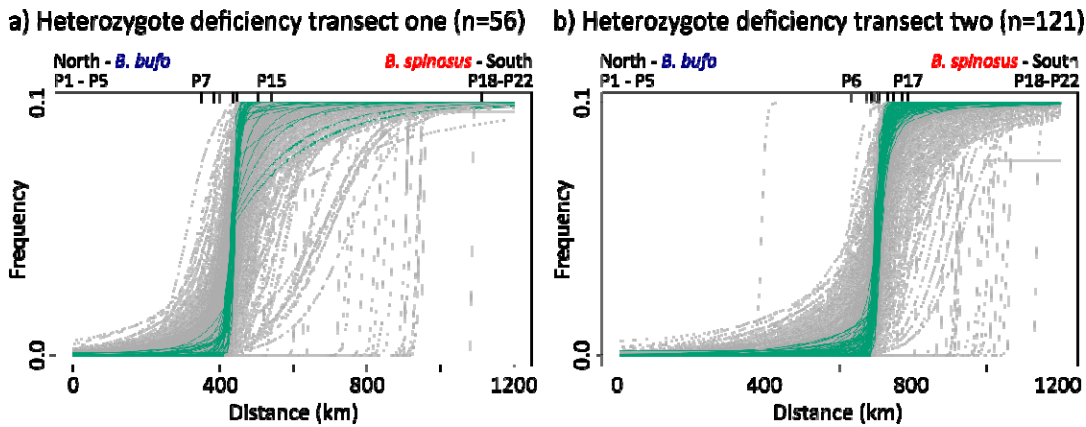 a) Heterozygote deficiency transect one (n=56)
North - B. bufo B. spinosus - South
P1 - P5 P7 P15 P18-P22
0.1
Frequency
0.0
0 400 800 1200
Distance (km)
b) Heterozygote deficiency transect two (n=121)
North - B. bufo B. spinosus - South
P1 - P5 P6 P17 P18-P22
0.1
Frequency
0.0
0 400 800 1200
Distance (km)